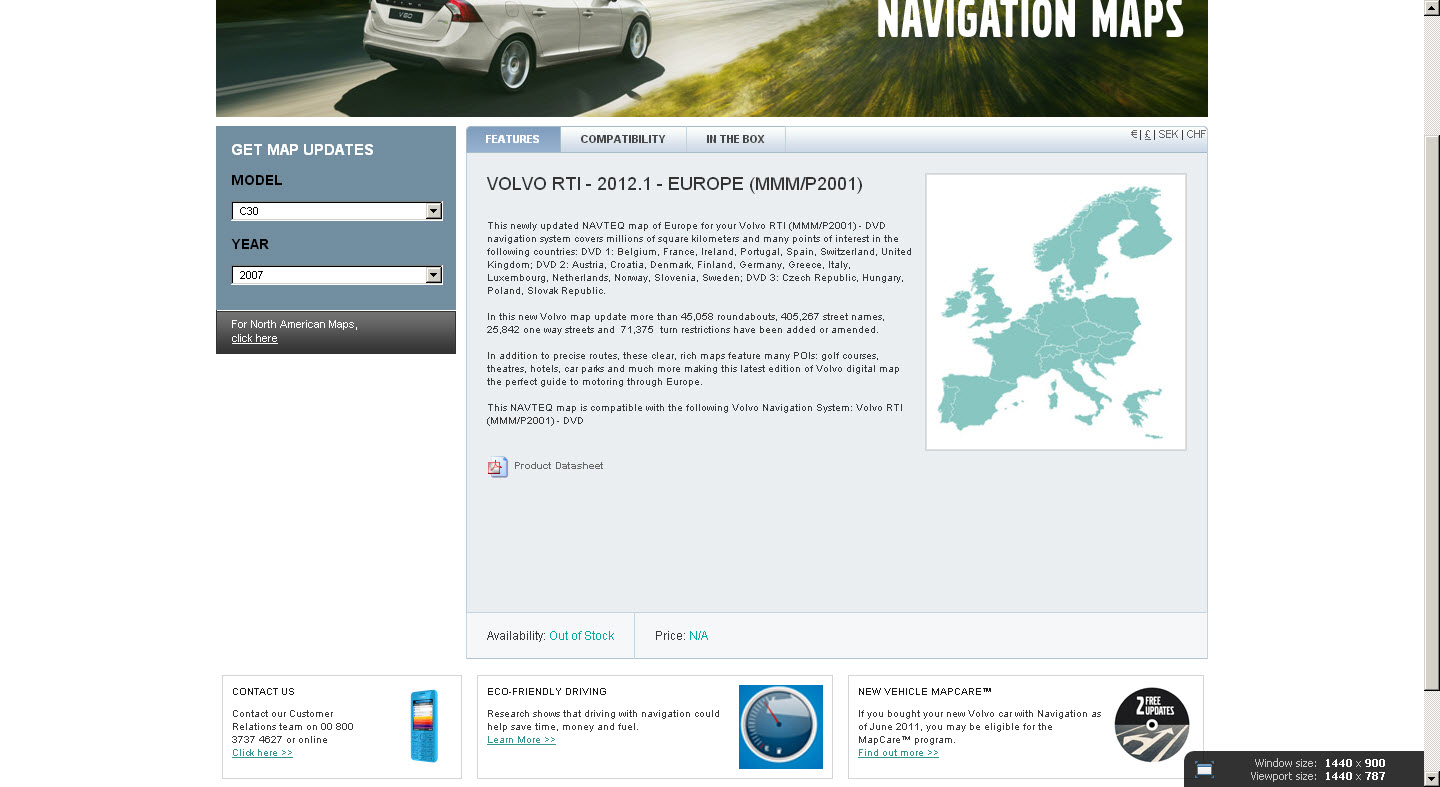 V60
NAVIGATION MAPS
GET MAP UPDATES
MODEL
C30
YEAR
2007
For North American Maps,
click here
FEATURES
COMPATIBILITY
IN THE BOX
€ | £ | SEK | CHF
VOLVO RTI - 2012.1 - EUROPE (MMM/P2001)
This newly updated NAVTEQ map of Europe for your Volvo RTI (MMM/P2001) - DVD
navigation system covers millions of square kilometers and many points of interest in the
following countries: DVD 1: Belgium, France, Ireland, Portugal, Spain, Switzerland, United
Kingdom; DVD 2: Austria, Croatia, Denmark, Finland, Germany, Greece, Italy,
Luxembourg, Netherlands, Norway, Slovenia, Sweden; DVD 3: Czech Republic, Hungary,
Poland, Slovak Republic.
In this new Volvo map update more than 45,058 roundabouts, 405,267 street names,
25,842 one way streets and  71,375  turn restrictions have been added or amended.
In addition to precise routes, these clear, rich maps feature many POIs: golf courses,
theatres, hotels, car parks and much more making this latest edition of Volvo digital map
the perfect guide to motoring through Europe.
This NAVTEQ map is compatible with the following Volvo Navigation System: Volvo RTI
(MMM/P2001) - DVD
Product Datasheet
Availability: Out of Stock
Price: N/A
CONTACT US
Contact our Customer
Relations team on 00 800
3737 4627 or online
Click here >>
ECO-FRIENDLY DRIVING
Research shows that driving with navigation could
help save time, money and fuel.
Learn More >>
E F
NEW VEHICLE MAPCARE™
If you bought your new Volvo car with Navigation as
of June 2011, you may be eligible for the
MapCare™ program.
Find out more >>
2 FREE
UPDATES
Window size: 1440 x 900
Viewport size: 1440 x 787